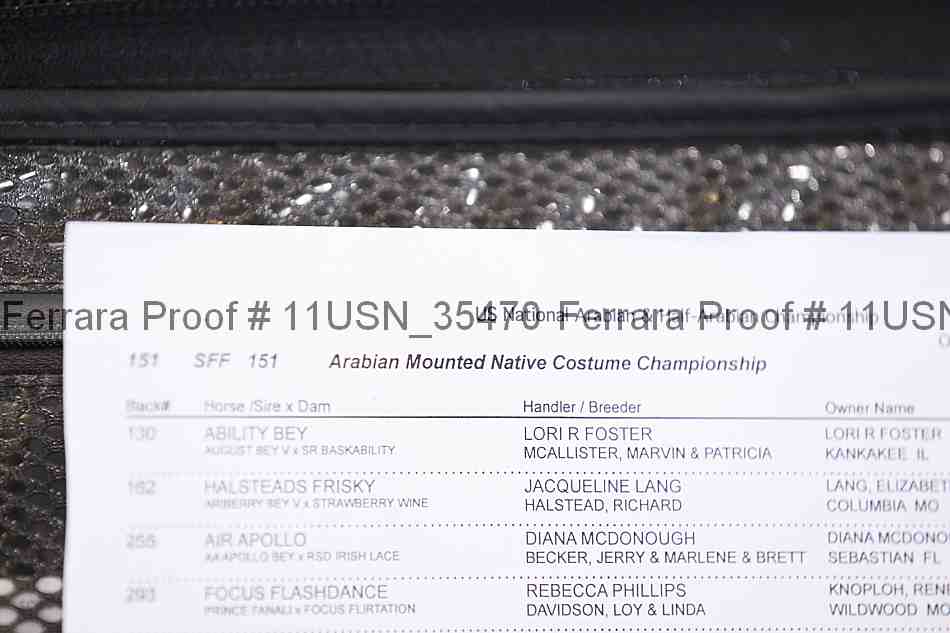 Ferrara Proof # 11USN_35470 Ferrara Proof # 11USN
US National Arabian & Half-Arabian Championship
151 SFF 151 Arabian Mounted Native Costume Championship
Back# Horse /Sire x Dam Handler / Breeder Owner Name
130 ABILITY BEY LORI R FOSTER LORI R FOSTER
AUGUST BEY V x SR BASKABILITY MCALLISTER, MARVIN & PATRICIA KANKAKEE IL
162 HALSTEADS FRISKY JACQUELINE LANG LANG, ELIZABET
ARIBERRY BEY V x STRAWBERRY WINE HALSTEAD, RICHARD COLUMBIA MO
AIR APOLLO DIANA MCDONOUGH DIANA MCDONO
AA APOLLO BEY x RSD IRISH LACE BECKER, JERRY & MARLENE & BRETT SEBASTIAN FL
293 FOCUS FLASHDANCE REBECCA PHILLIPS KNOPLOH, REN
PRINCE FANALI x FOCUS FLIRTATION DAVIDSON, LOY & LINDA WILDWOOD MO